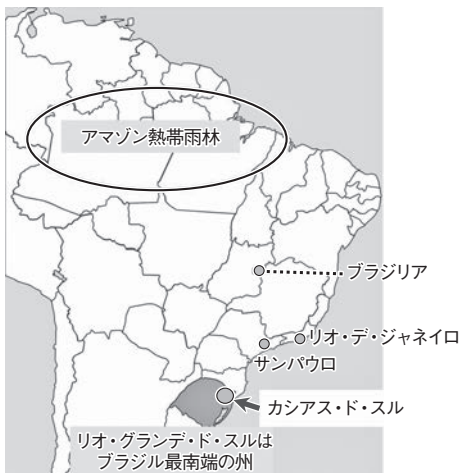 アマゾン熱帯雨林
ブラジリア
リオ・デ・ジャネイロ
サンパウロ
カシアス・ド・スル
リオ・グランデ・ド・スルは
ブラジル最南端の州